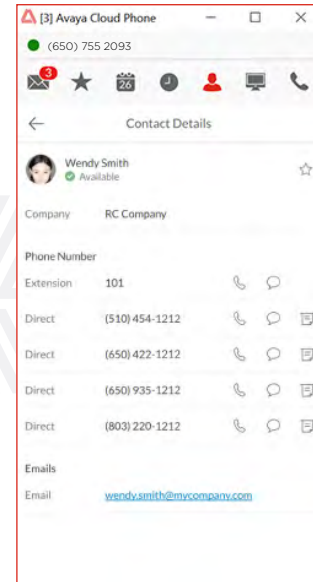 [3] Avaya Cloud Phone
(650) 755 2093
3
26
Contact Details
Wendy Smith
Available
Company RC Company
Phone Number
Extension 101
Direct (510) 454-1212
Direct (650) 422-1212
Direct (650) 935-1212
Direct (803) 220-1212
Emails
Email wendy.smith@mycompany.com